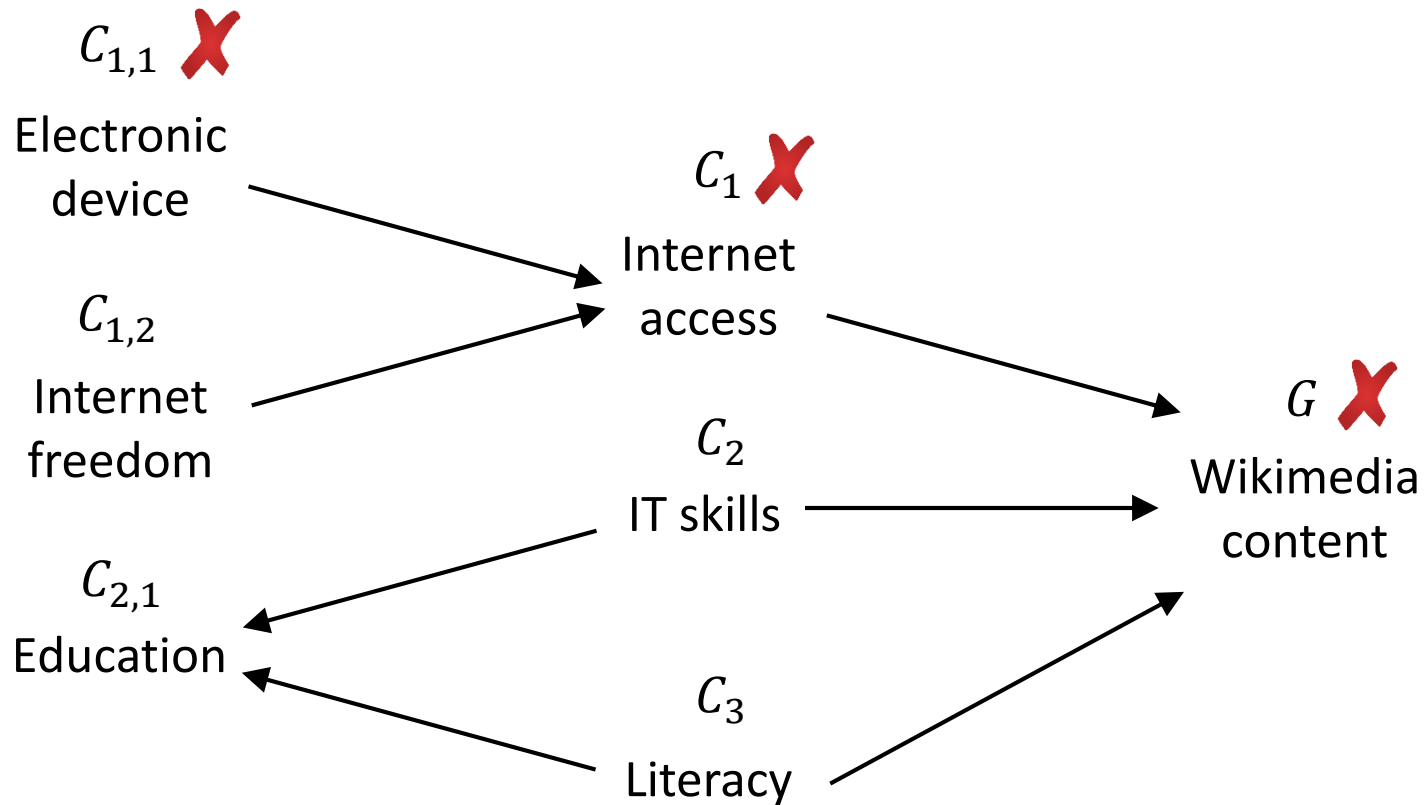 C1,1
Electronic
device
C1,2
Internet
freedom
C2,1
Education
C1
Internet
access
C2
IT skills
C3
Literacy
G
Wikimedia
content